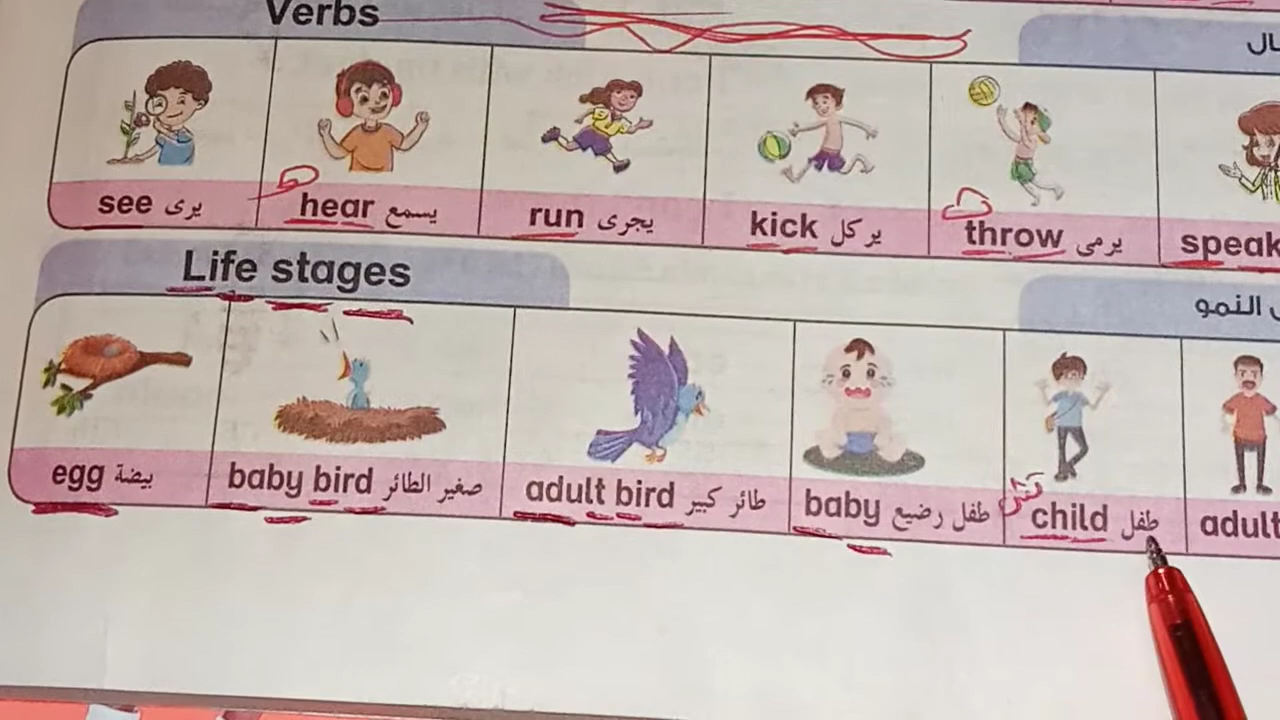 Verbs
see يرى hear يسمع run يجرى kick يركل throw يرمى speak
Life stages النمو
egg بيضة baby bird صغير الطائر adult bird طائر كبير baby طفل رضيع child طفل adult